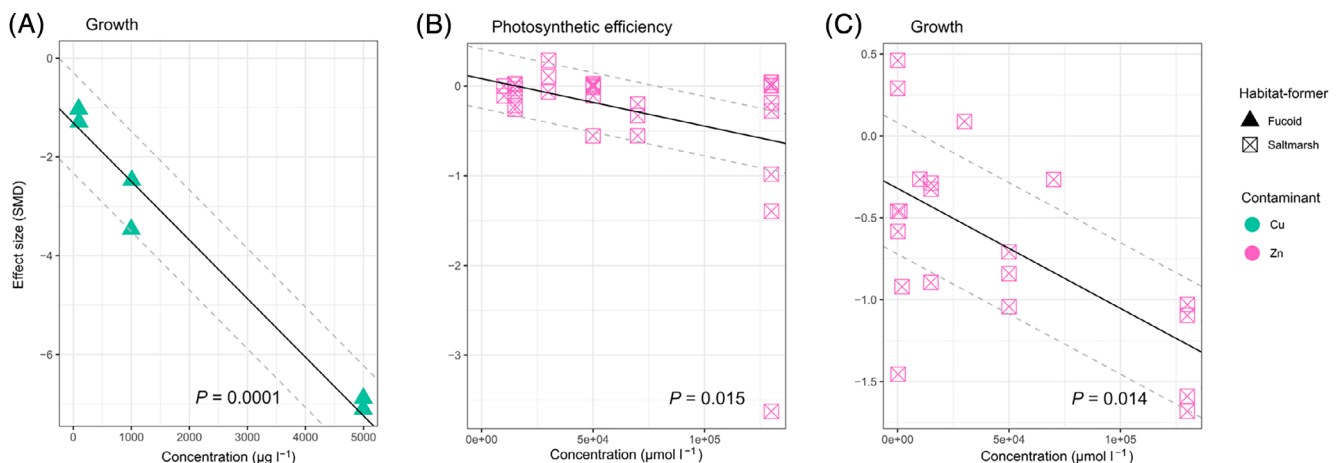 (A) Growth
0
−2
−4
−6
Effect size (SMD)
P = 0.0001
0 1000 2000 3000 4000 5000
Concentration (µg l⁻¹)
(B) Photosynthetic efficiency
0
−1
−2
−3
P = 0.015
0e+00 5e+04 1e+05
Concentration (µmol l⁻¹)
(C) Growth
0.5
0.0
−0.5
−1.0
−1.5
P = 0.014
0e+00 5e+04 1e+05
Concentration (µmol l⁻¹)
Habitat-former
Fucoid
Saltmarsh
Contaminant
Cu
Zn